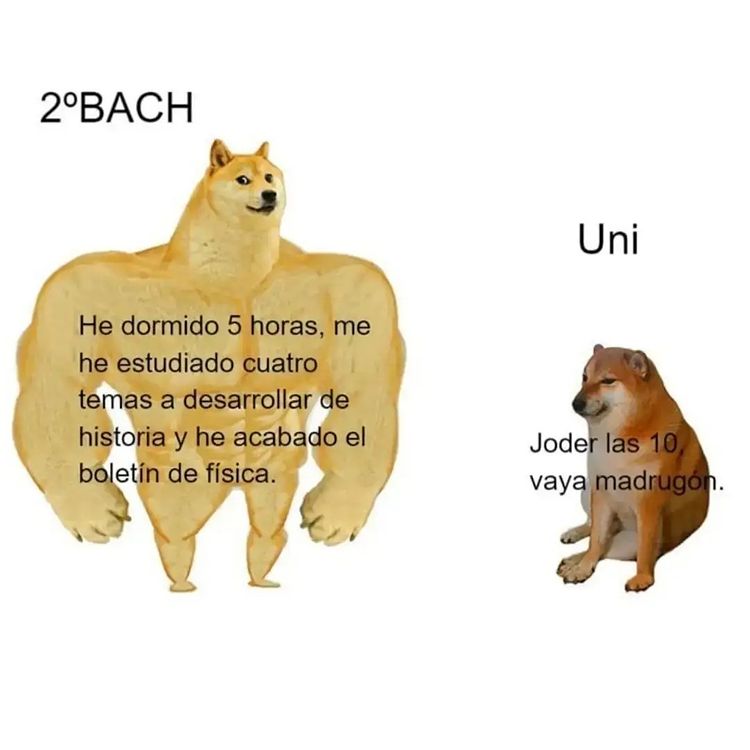 2ºBACH
He dormido 5 horas, me
he estudiado cuatro
temas a desarrollar de
historia y he acabado el
boletín de física.
Uni
Joder las 10,
vaya madrugón.